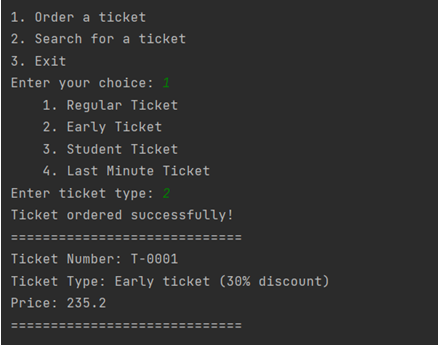 1. Order a ticket
2. Search for a ticket
3. Exit
Enter your choice: 1
    1. Regular Ticket
    2. Early Ticket
    3. Student Ticket
    4. Last Minute Ticket
Enter ticket type: 2
Ticket ordered successfully!
=============================
Ticket Number: T-0001
Ticket Type: Early ticket (30% discount)
Price: 235.2
=============================